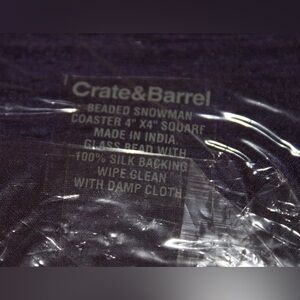 Crate&Barrel
BEADED SNOWMAN
COASTER 4" X4" SQUARE
MADE IN INDIA.
GLASS BEAD WITH
100% SILK BACKING
WIPE CLEAN
WITH DAMP CLOTH